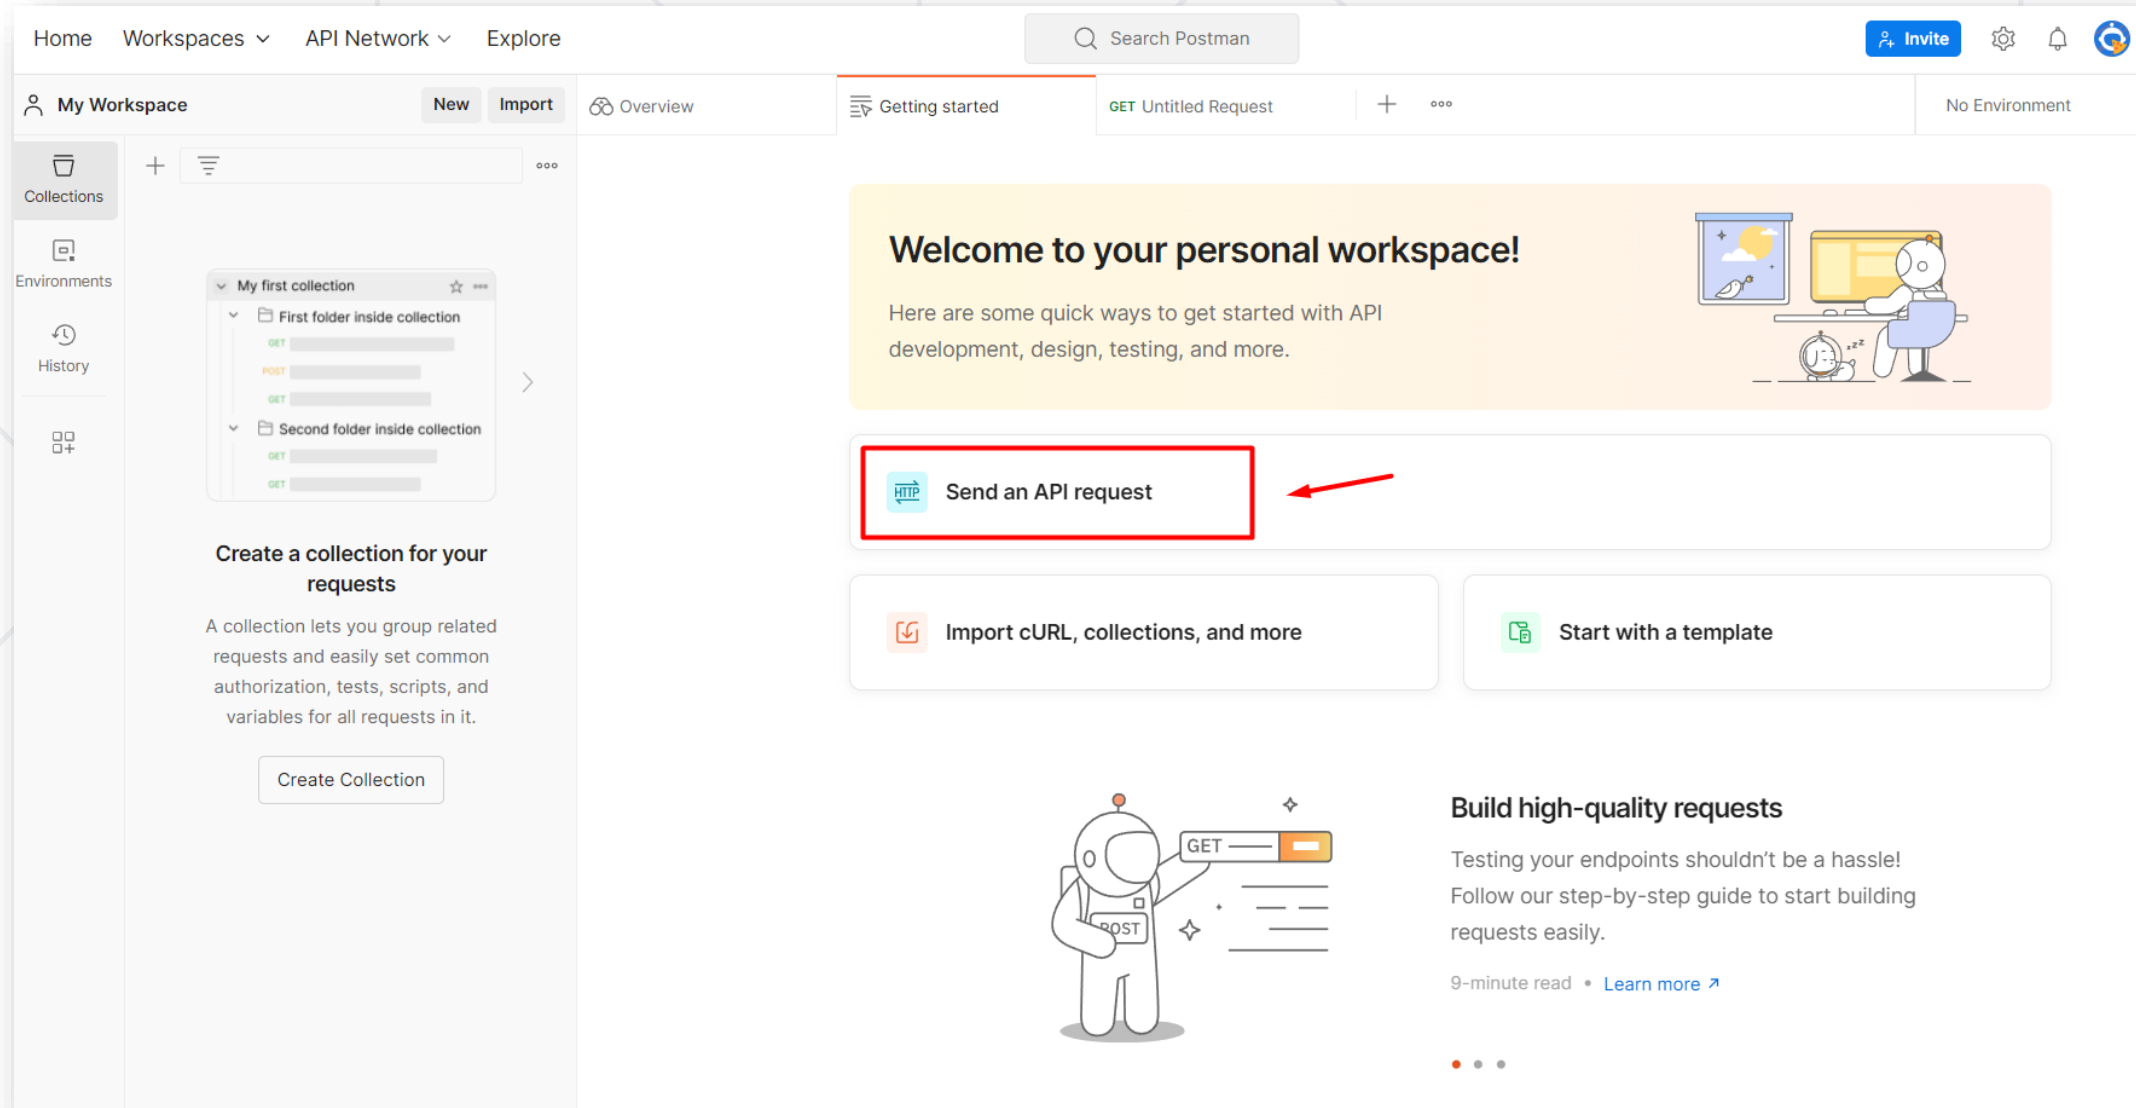 Home Workspaces API Network Explore
Search Postman
Invite
My Workspace
New Import
Overview
Getting started
GET Untitled Request
No Environment
Collections
Environments
History
My first collection
First folder inside collection
GET
POST
GET
Second folder inside collection
GET
GET
Create a collection for your
requests
A collection lets you group related
requests and easily set common
authorization, tests, scripts, and
variables for all requests in it.
Create Collection
Welcome to your personal workspace!
Here are some quick ways to get started with API
development, design, testing, and more.
zzz
HTTP
Send an API request
Import cURL, collections, and more
Start with a template
GET
POST
Build high-quality requests
Testing your endpoints shouldn’t be a hassle!
Follow our step-by-step guide to start building
requests easily.
9-minute read • Learn more